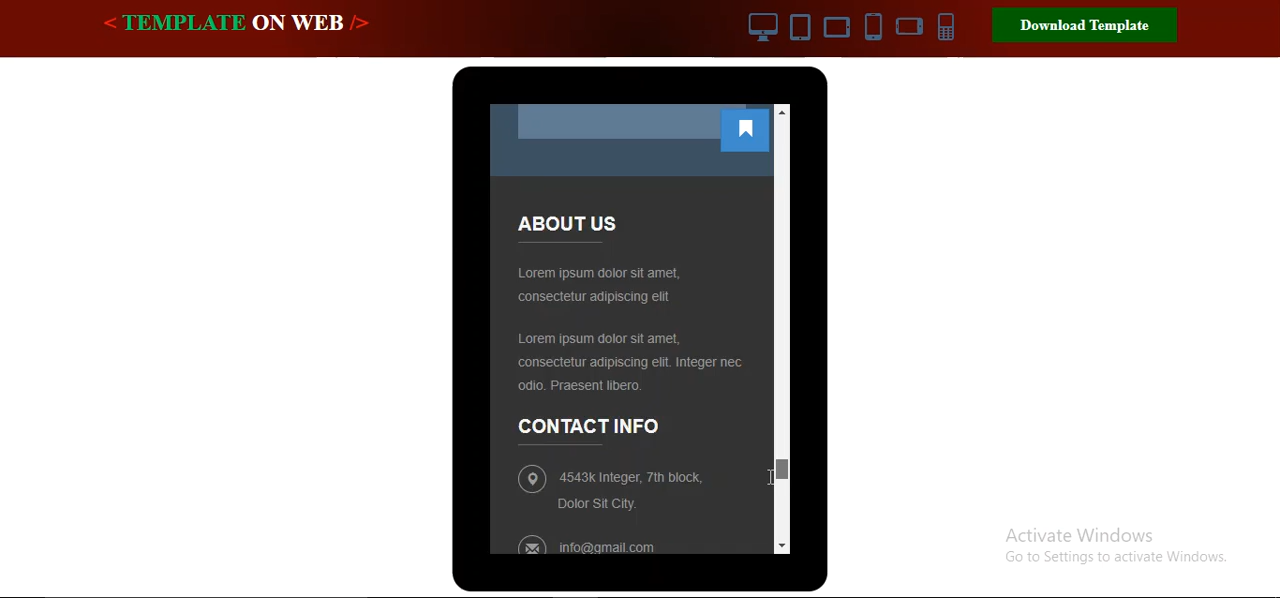 < TEMPLATE ON WEB />
Download Template
ABOUT US
Lorem ipsum dolor sit amet,
consectetur adipiscing elit
Lorem ipsum dolor sit amet,
consectetur adipiscing elit. Integer nec
odio. Praesent libero.
CONTACT INFO
4543k Integer, 7th block,
Dolor Sit City.
info@gmail.com
Activate Windows
Go to Settings to activate Windows.